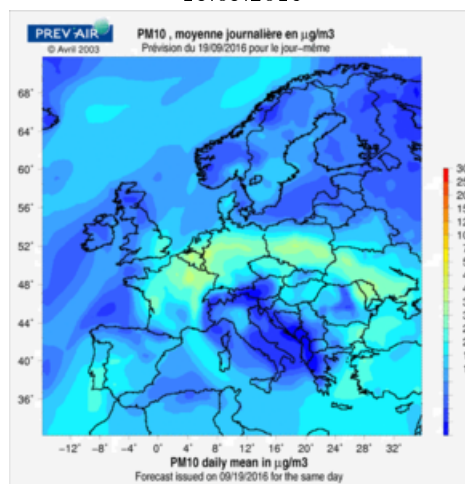 PREV'AIR
© Avril 2003
PM10 , moyenne journalière en µg/m3
Prévision du 19/09/2016 pour le jour-même
68°
64°
60°
56°
52°
48°
44°
40°
36°
−12° −8° −4° 0° 4° 8° 12° 16° 20° 24° 28° 32°
PM10 daily mean in µg/m3
Forecast issued on 09/19/2016 for the same day